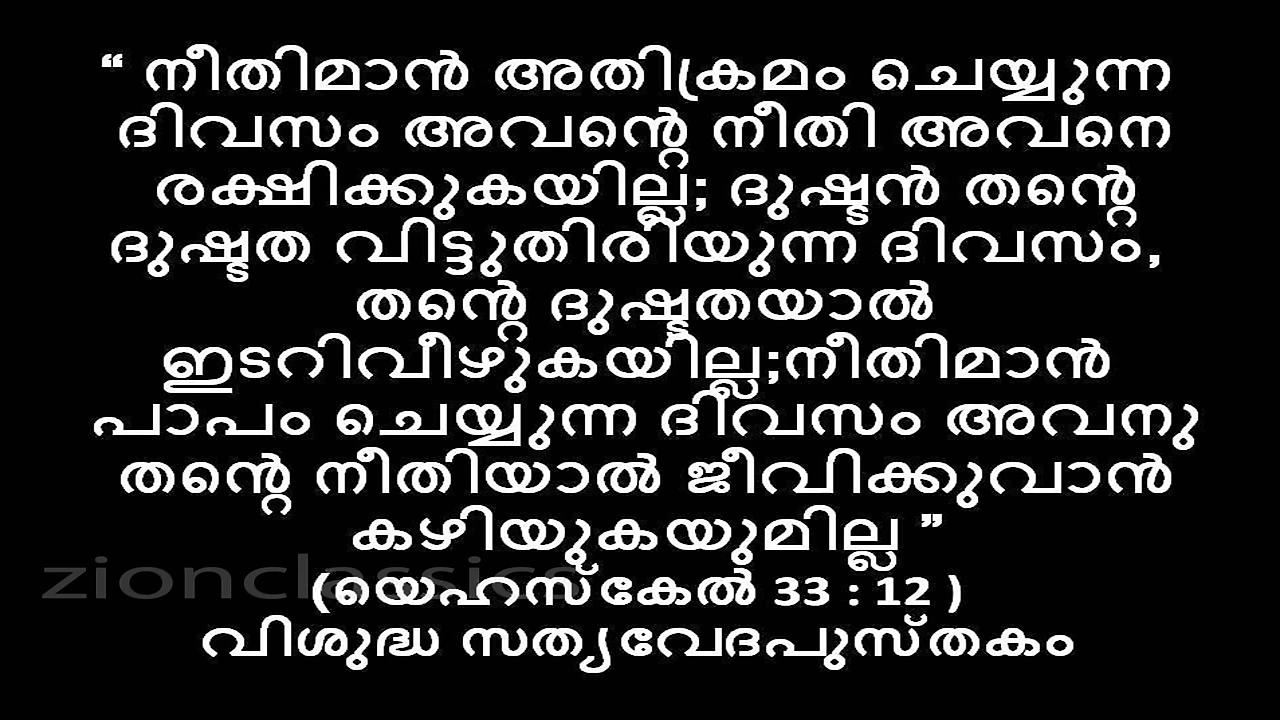 “ നീതിമാൻ അതിക്രമം ചെയ്യുന്ന
ദിവസം അവന്റെ നീതി അവനെ
രക്ഷിക്കുകയില്ല; ദുഷ്ടൻ തന്റെ
ദുഷ്ടത വിട്ടുതിരിയുന്ന ദിവസം,
തന്റെ ദുഷ്ടതയാൽ
ഇടറിവീഴുകയില്ല;നീതിമാൻ
പാപം ചെയ്യുന്ന ദിവസം അവനു
തന്റെ നീതിയാൽ ജീവിക്കുവാൻ
കഴിയുകയുമില്ല ”
zionclassics
(യെഹസ്കേൽ 33 : 12 )
വിശുദ്ധ സത്യവേദപുസ്തകം